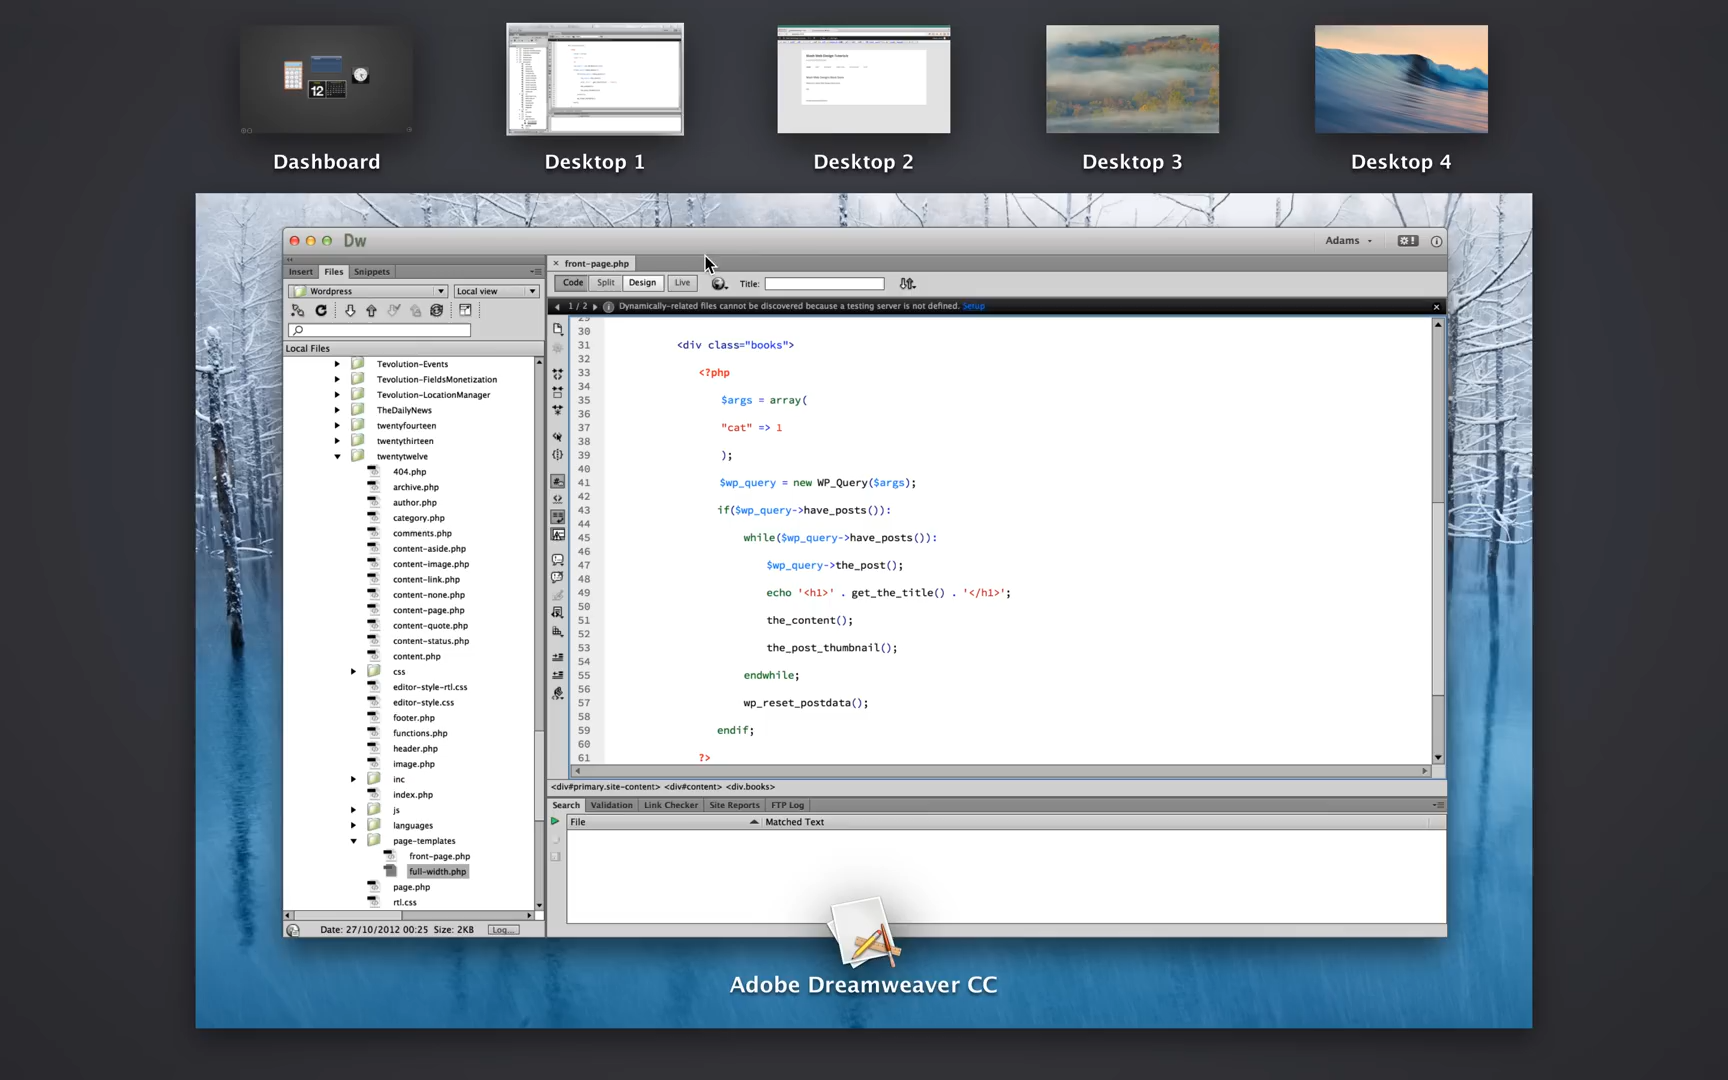 Dashboard
Desktop 1
Desktop 2
Desktop 3
Desktop 4
12
Dw
Adams
Insert Files Snippets
front-page.php
Code Split Design Live Title:
Wordpress Local view
1 / 2 Dynamically-related files cannot be discovered because a testing server is not defined. Setup
Local Files
Tevolution-Events
Tevolution-FieldsMonetization
Tevolution-LocationManager
TheDailyNews
twentyfourteen
twentythirteen
twentytwelve
404.php
archive.php
author.php
category.php
comments.php
content-aside.php
content-image.php
content-link.php
content-none.php
content-page.php
content-quote.php
content-status.php
content.php
css
editor-style-rtl.css
editor-style.css
footer.php
functions.php
header.php
image.php
inc
index.php
js
languages
page-templates
front-page.php
full-width.php
page.php
rtl.css
Date: 27/10/2012 00:25 Size: 2KB Log...
29
30
31 <div class="books">
32
33 <?php
34
35 $args = array(
36
37 "cat" => 1
38
39 );
40
41 $wp_query = new WP_Query($args);
42
43 if($wp_query->have_posts()):
44
45 while($wp_query->have_posts()):
46
47 $wp_query->the_post();
48
49 echo '<h1>' . get_the_title() . '</h1>';
50
51 the_content();
52
53 the_post_thumbnail();
54
55 endwhile;
56
57 wp_reset_postdata();
58
59 endif;
60
61 ?>
<div#primary.site-content> <div#content> <div.books>
Search Validation Link Checker Site Reports FTP Log
File Matched Text
Adobe Dreamweaver CC